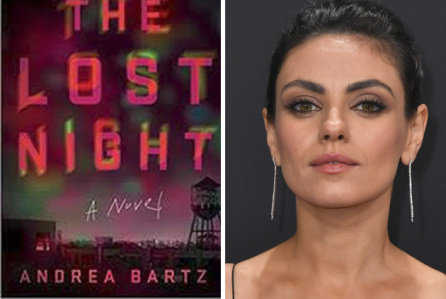 THE
LOST
NIGHT
A Novel
ANDREA BARTZ